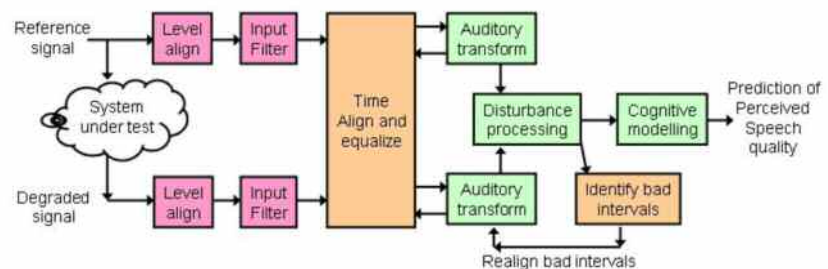 Reference
signal
Level
align
Input
Filter
Auditory
transform
System
under test
Time
Align and
equalize
Disturbance
processing
Cognitive
modelling
Prediction of
Perceived
Speech
quality
Degraded
signal
Level
align
Input
Filter
Auditory
transform
Identify bad
intervals
Realign bad intervals